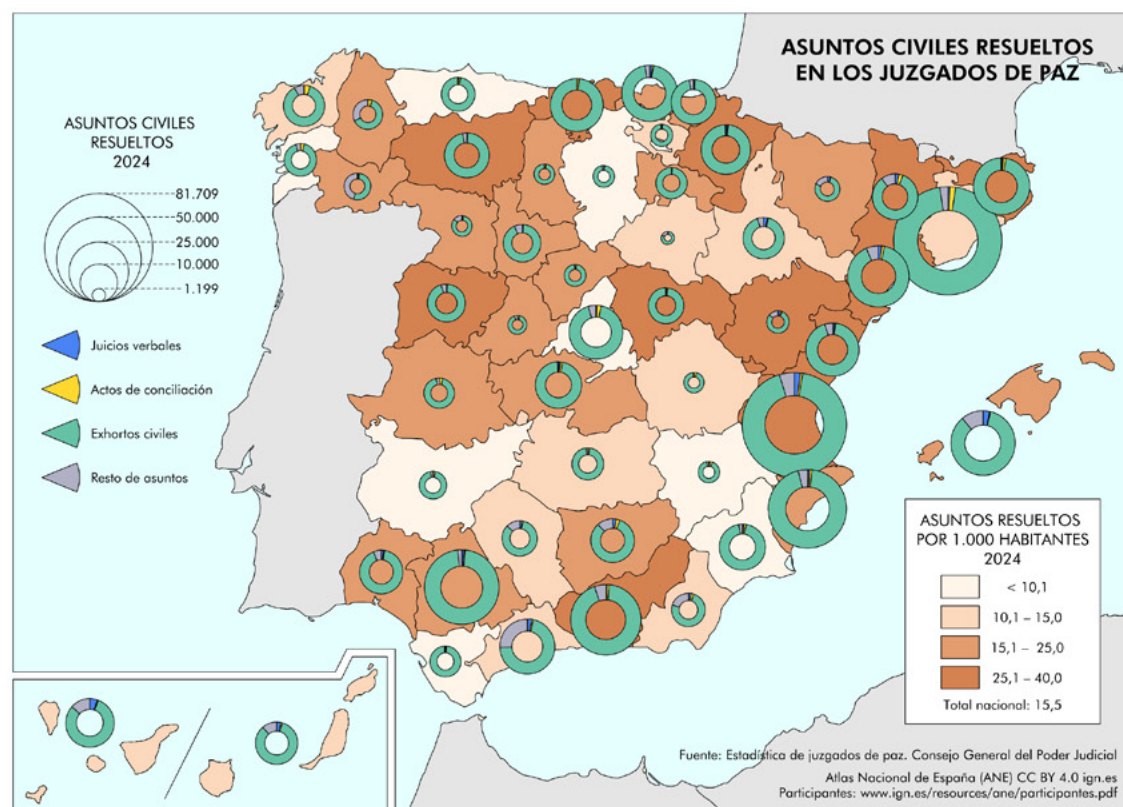 ASUNTOS CIVILES RESUELTOS
EN LOS JUZGADOS DE PAZ
ASUNTOS CIVILES
RESUELTOS
2024
81.709
50.000
25.000
10.000
1.199
Juicios verbales
Actos de conciliación
Exhortos civiles
Resto de asuntos
ASUNTOS RESUELTOS
POR 1.000 HABITANTES
2024
< 10,1
10,1 – 15,0
15,1 – 25,0
25,1 – 40,0
Total nacional: 15,5
Fuente: Estadística de juzgados de paz. Consejo General del Poder Judicial
Atlas Nacional de España (ANE) CC BY 4.0 ign.es
Participantes: www.ign.es/resources/ane/participantes.pdf